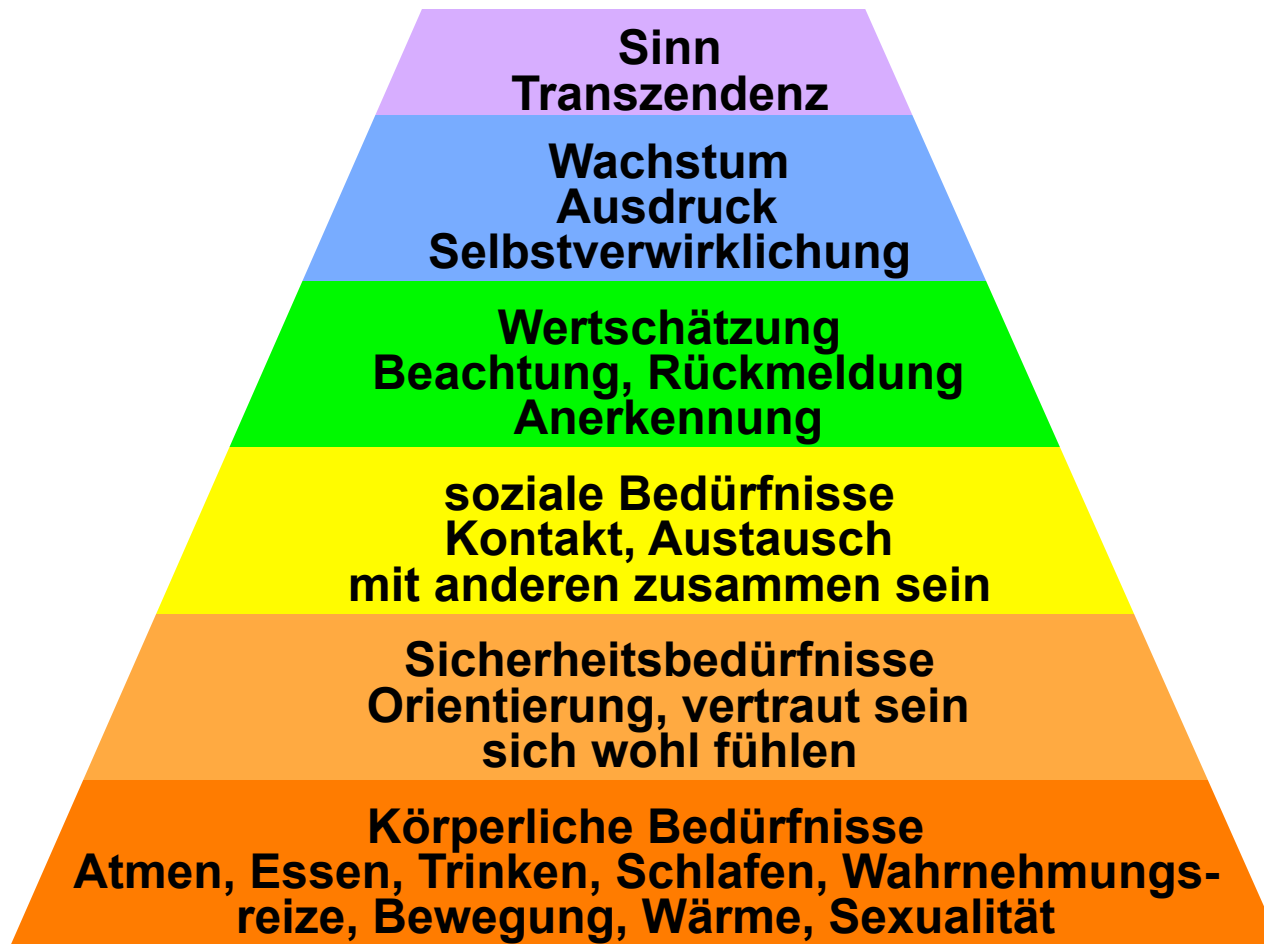 Sinn
Transzendenz
Wachstum
Ausdruck
Selbstverwirklichung
Wertschätzung
Beachtung, Rückmeldung
Anerkennung
soziale Bedürfnisse
Kontakt, Austausch
mit anderen zusammen sein
Sicherheitsbedürfnisse
Orientierung, vertraut sein
sich wohl fühlen
Körperliche Bedürfnisse
Atmen, Essen, Trinken, Schlafen, Wahrnehmungs-
reize, Bewegung, Wärme, Sexualität